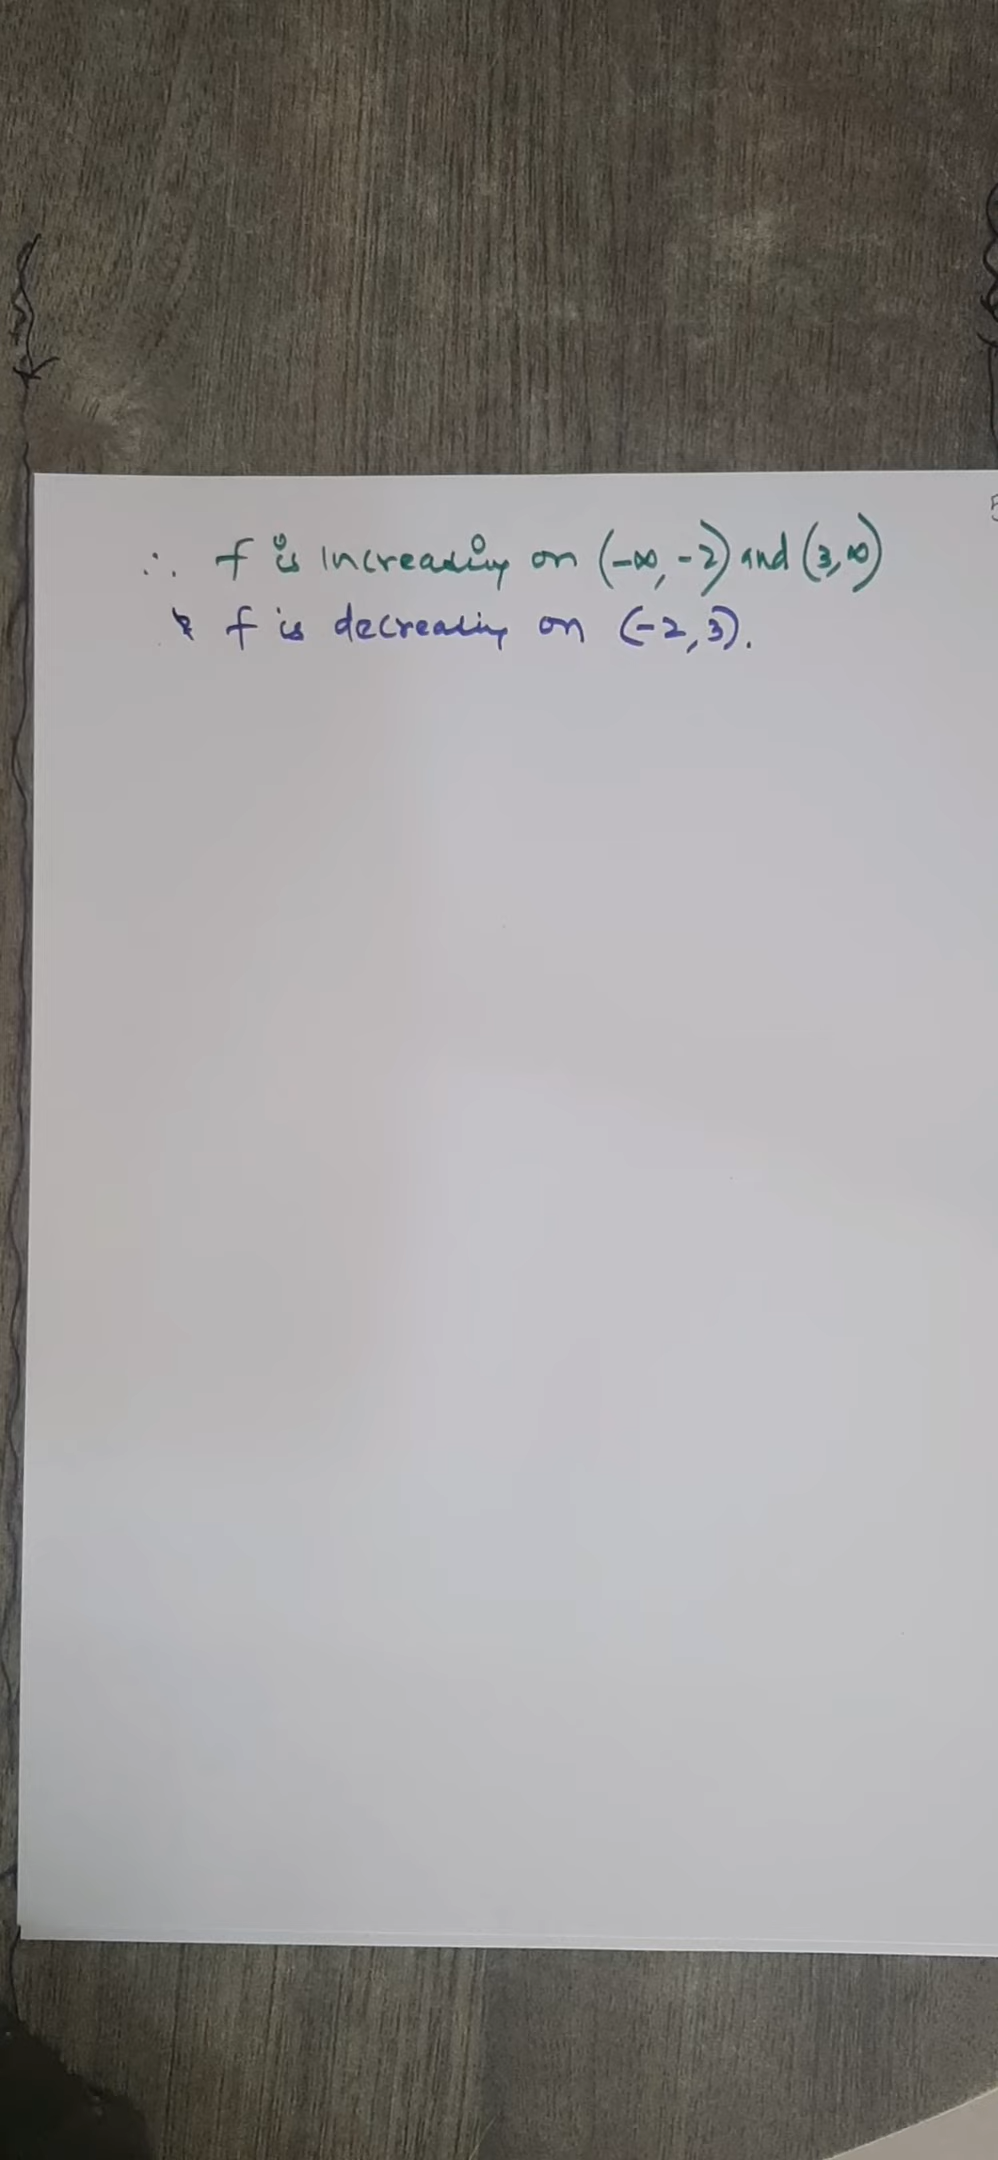 ∴ f is increasing on (-∞, -2) and (3, ∞)
& f is decreasing on (-2, 3).